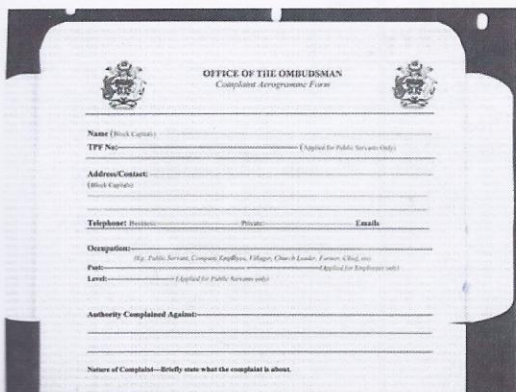 OFFICE OF THE OMBUDSMAN
Complaint Aerogramme Form
Name (Block Capitals)
TPF No: (Applied for Public Servants Only)
Address/Contact:
(Block Capitals)
Telephone: Business: Private: Emails
Occupation:
(Eg. Public Servant, Company Employee, Villager, Church Leader, Farmer, Chief, etc)
Post: (Applied for Employees only)
Level: (Applied for Public Servants only)
Authority Complained Against:
Nature of Complaint—Briefly state what the complaint is about.